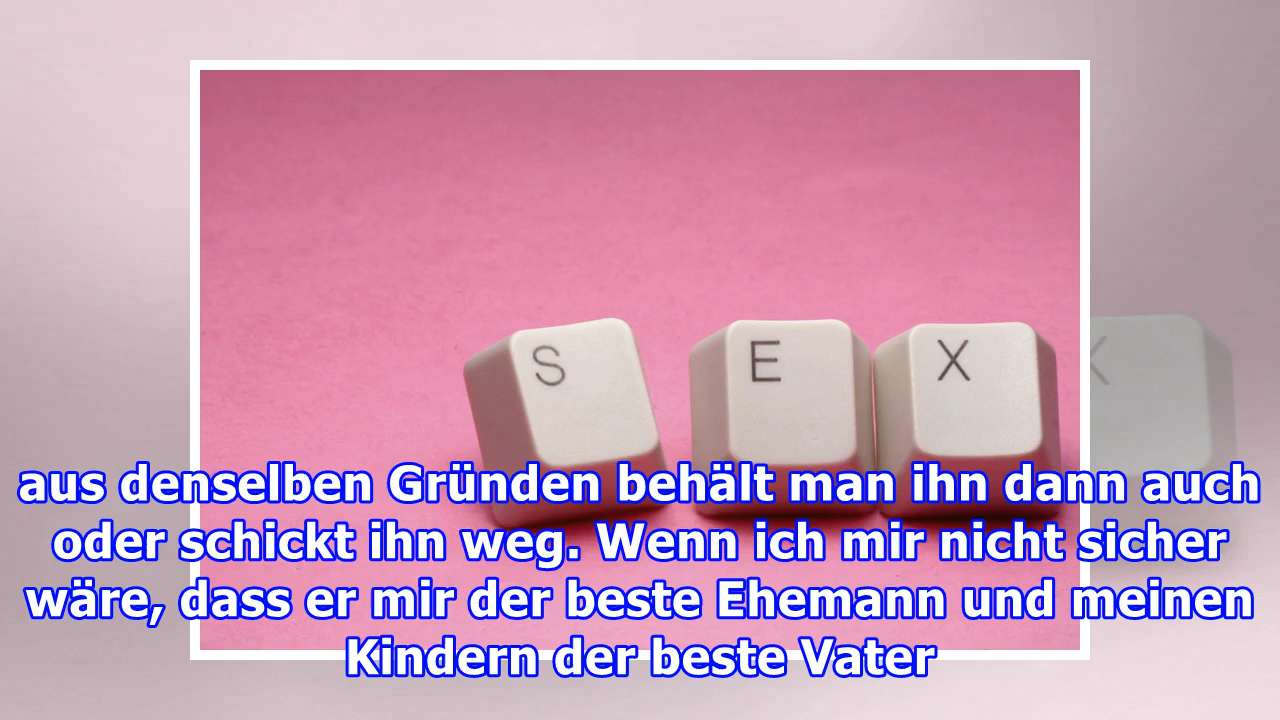 S E X
aus denselben Gründen behält man ihn dann auch
oder schickt ihn weg. Wenn ich mir nicht sicher
wäre, dass er mir der beste Ehemann und meinen
Kindern der beste Vater